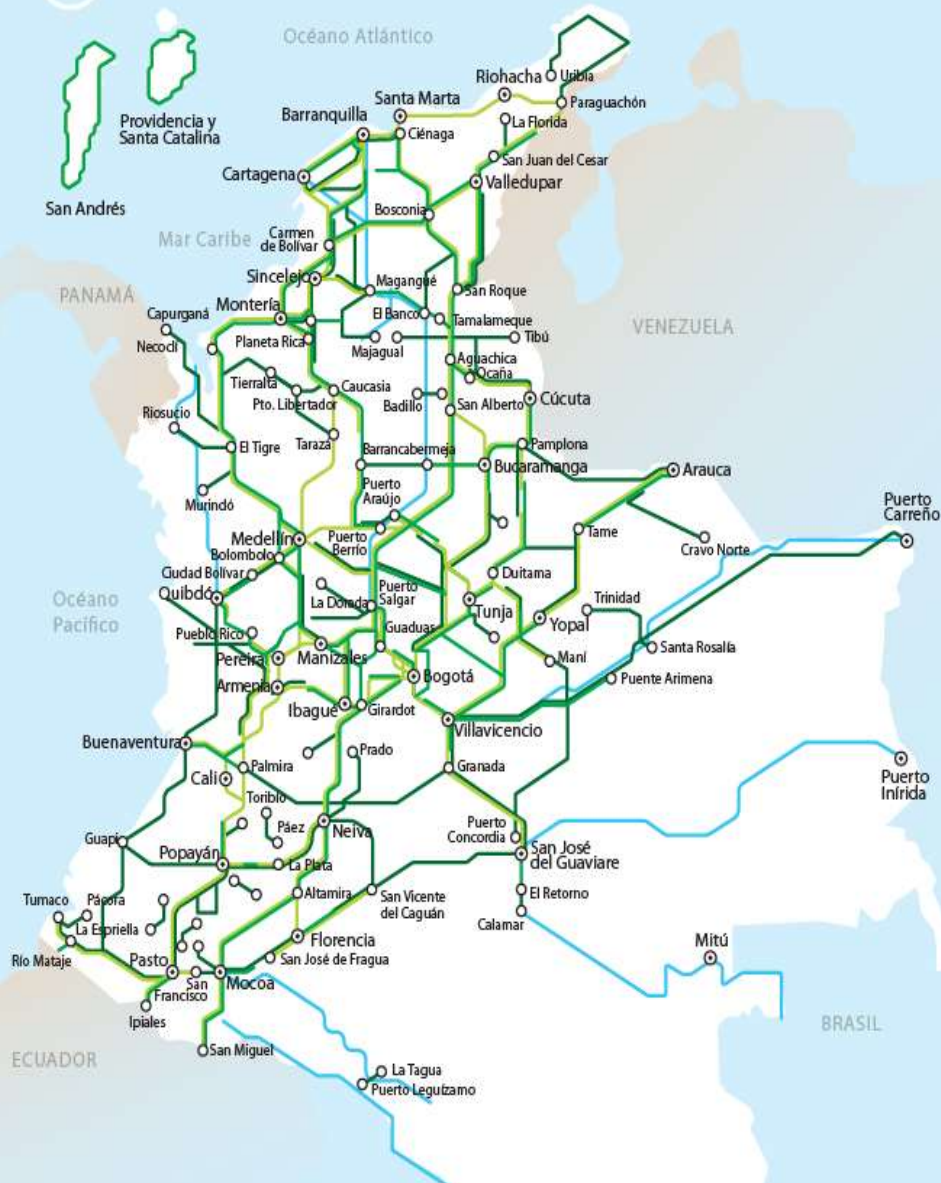 Océano Atlántico
Providencia y
Santa Catalina
San Andrés
Riohacha
Uribia
Santa Marta
Paraguachón
Barranquilla
Ciénaga
La Florida
San Juan del Cesar
Cartagena
Valledupar
Bosconia
Mar Caribe
Carmen
de Bolívar
Sincelejo
Magangué
San Roque
PANAMÁ
Montería
El Banco
Tamalameque
VENEZUELA
Capurganá
Necoclí
Planeta Rica
Majagual
Tibú
Aguachica
Ocaña
Tierralta
Caucasia
Pto. Libertador
Badillo
San Alberto
Cúcuta
Riosucio
El Tigre
Taraza
Barrancabermeja
Pamplona
Bucaramanga
Arauca
Puerto
Araújo
Murindó
Puerto
Carreño
Medellín
Puerto
Berrío
Tame
Cravo Norte
Bolombolo
Ciudad Bolívar
Duitama
Quibdó
La Dorada
Puerto
Salgar
Tunja
Trinidad
Océano
Pacífico
Yopal
Pueblo Rico
Guaduas
Santa Rosalía
Pereira
Manizales
Maní
Bogotá
Puente Arimena
Armenia
Ibagué
Girardot
Villavicencio
Buenaventura
Prado
Palmira
Granada
Cali
Puerto
Inírida
Toribío
Páez
Neiva
Puerto
Concordia
Guapi
Popayán
La Plata
San José
del Guaviare
Altamira
San Vicente
del Caguán
El Retorno
Tumaco
Pácora
La Espriella
Calamar
Florencia
Mitú
Río Mataje
Pasto
San José de Fragua
San
Francisco
Mocoa
Ipiales
BRASIL
ECUADOR
San Miguel
La Tagua
Puerto Leguízamo